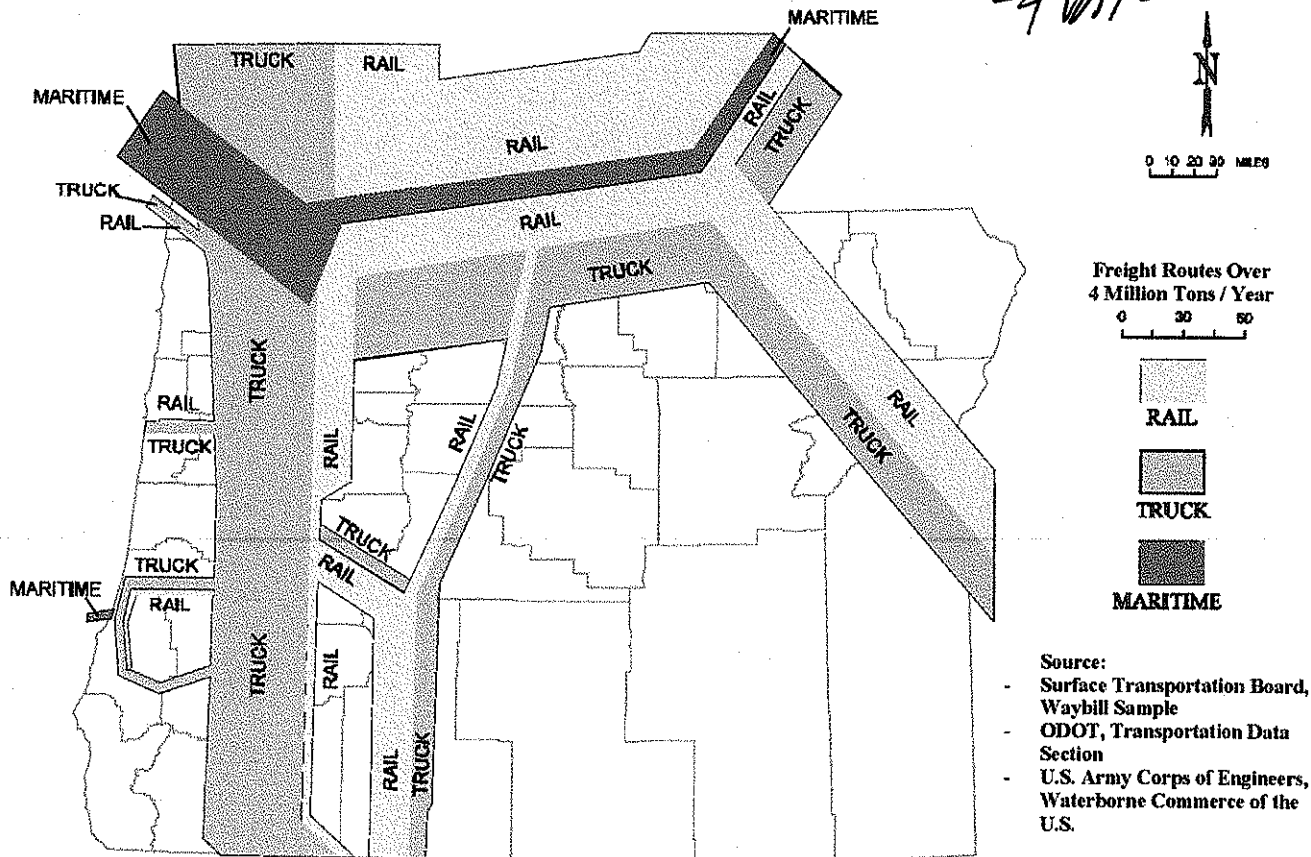 MARITIME
TRUCK
RAIL
N
MARITIME
RAIL
TRUCK
RAIL
0 10 20 30 MILES
TRUCK
RAIL
RAIL
TRUCK
Freight Routes Over
4 Million Tons / Year
0 30 60
TRUCK
RAIL
TRUCK
RAIL
RAIL
TRUCK
RAIL
TRUCK
RAIL
TRUCK
RAIL
TRUCK
TRUCK
TRUCK
RAIL
MARITIME
RAIL
MARITIME
TRUCK
RAIL
RAIL
TRUCK
Source:
- Surface Transportation Board,
Waybill Sample
- ODOT, Transportation Data
Section
- U.S. Army Corps of Engineers,
Waterborne Commerce of the
U.S.